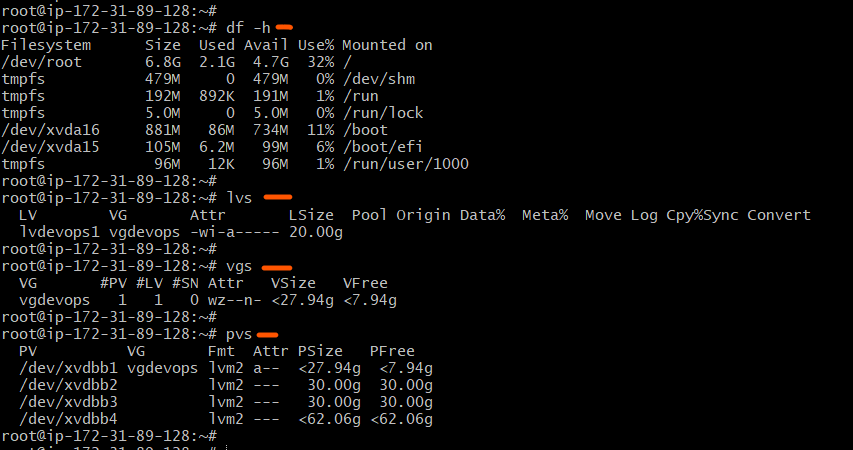 root@ip-172-31-89-128:~#
root@ip-172-31-89-128:~# df -h
Filesystem      Size  Used Avail Use% Mounted on
/dev/root       6.8G  2.1G  4.7G  32% /
tmpfs           479M     0  479M   0% /dev/shm
tmpfs           192M  892K  191M   1% /run
tmpfs           5.0M     0  5.0M   0% /run/lock
/dev/xvda16     881M   86M  734M  11% /boot
/dev/xvda15     105M  6.2M   99M   6% /boot/efi
tmpfs            96M   12K   96M   1% /run/user/1000
root@ip-172-31-89-128:~#
root@ip-172-31-89-128:~# lvs
  LV       VG       Attr       LSize  Pool Origin Data%  Meta%  Move Log Cpy%Sync Convert
  lvdevops1 vgdevops -wi-a----- 20.00g
root@ip-172-31-89-128:~#
root@ip-172-31-89-128:~# vgs
  VG       #PV #LV #SN Attr   VSize   VFree
  vgdevops   1   1   0 wz--n- <27.94g <7.94g
root@ip-172-31-89-128:~#
root@ip-172-31-89-128:~# pvs
  PV          VG       Fmt  Attr PSize   PFree
  /dev/xvdbb1 vgdevops lvm2 a--  <27.94g  <7.94g
  /dev/xvdbb2          lvm2 ---   30.00g  30.00g
  /dev/xvdbb3          lvm2 ---   30.00g  30.00g
  /dev/xvdbb4          lvm2 ---  <62.06g <62.06g
root@ip-172-31-89-128:~#
root@ip-172-31-89-128:~#